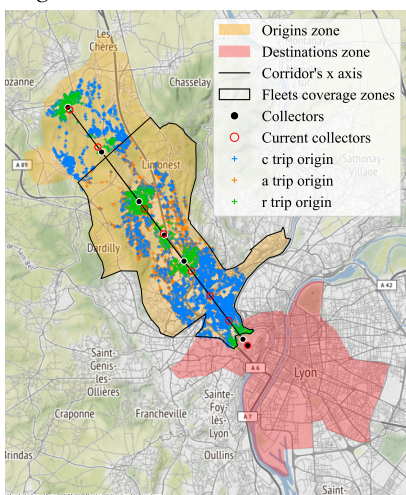 Les
Chères
Origins zone
Destinations zone
Corridor's x axis
Fleets coverage zones
Collectors
Current collectors
c trip origin
a trip origin
r trip origin
ozanne
Chasselay
A 89
Limonest
Sathonay-
Village
Dardilly
A 42
Saint-
Genis-
les-
Ollières
A 6
Lyon
Craponne
Francheville
Sainte-
Foy-
lès-
Lyon
A 7
Brindas
Oullins
Saint-